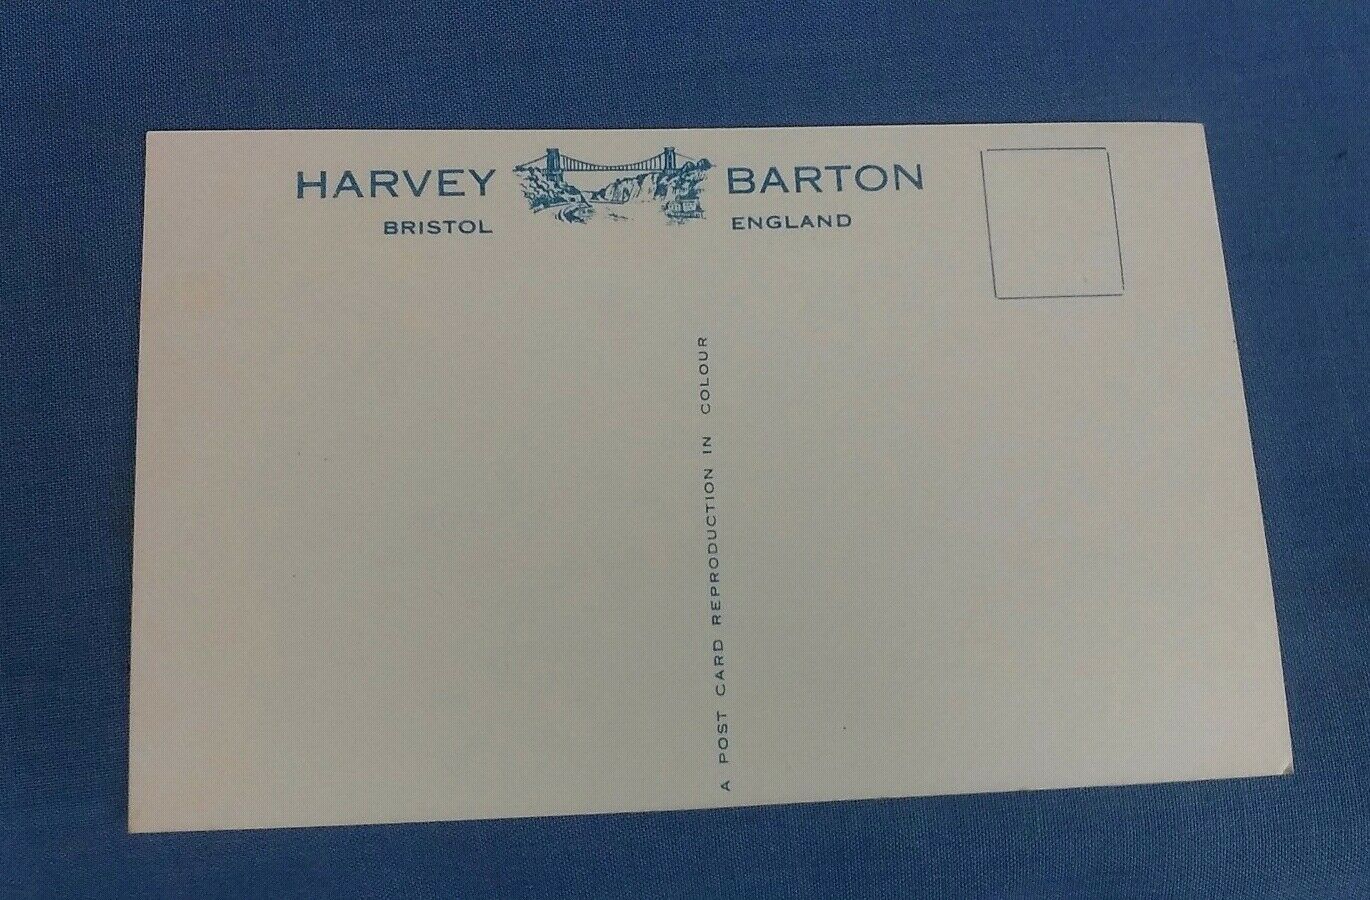 HARVEY BARTON
BRISTOL ENGLAND
A POST CARD REPRODUCTION IN COLOUR